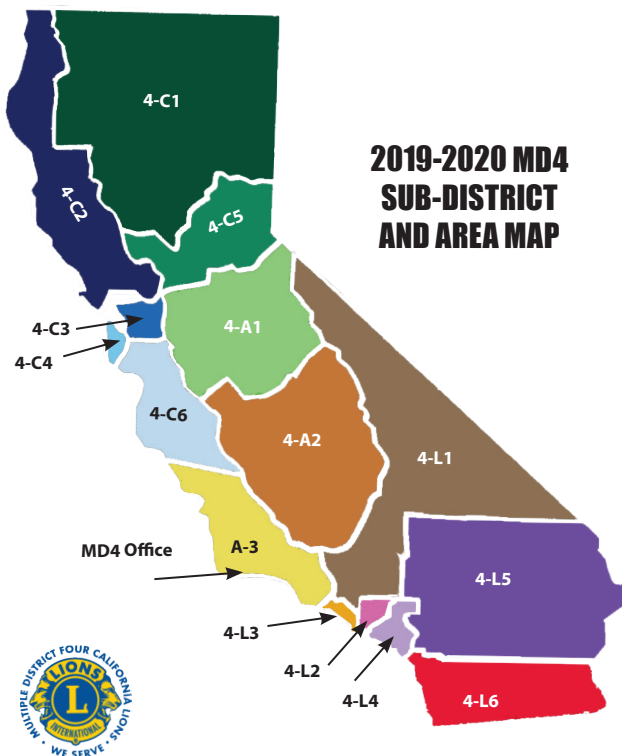 4-C1
2019-2020 MD4
SUB-DISTRICT
AND AREA MAP
4-C2
4-C5
4-C3
4-A1
4-C4
4-C6
4-A2
4-L1
A-3
MD4 Office
4-L5
4-L3
4-L2
4-L4
4-L6
MULTIPLE DISTRICT FOUR CALIFORNIA LIONS
LIONS
L
INTERNATIONAL
• WE SERVE •